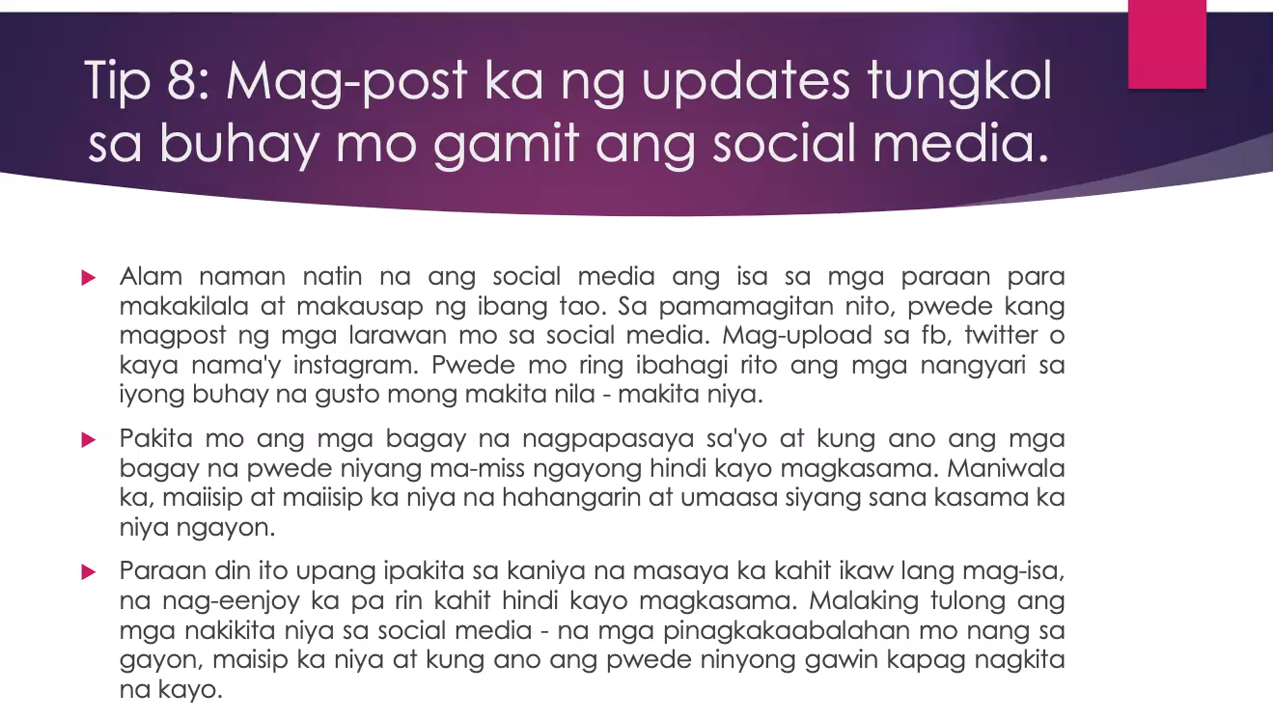 Tip 8: Mag-post ka ng updates tungkol
sa buhay mo gamit ang social media.
Alam naman natin na ang social media ang isa sa mga paraan para
makakilala at makausap ng ibang tao. Sa pamamagitan nito, pwede kang
magpost ng mga larawan mo sa social media. Mag-upload sa fb, twitter o
kaya nama'y instagram. Pwede mo ring ibahagi rito ang mga nangyari sa
iyong buhay na gusto mong makita nila - makita niya.
Pakita mo ang mga bagay na nagpapasaya sa'yo at kung ano ang mga
bagay na pwede niyang ma-miss ngayong hindi kayo magkasama. Maniwala
ka, maiisip at maiisip ka niya na hahangarin at umaasa siyang sana kasama ka
niya ngayon.
Paraan din ito upang ipakita sa kaniya na masaya ka kahit ikaw lang mag-isa,
na nag-eenjoy ka pa rin kahit hindi kayo magkasama. Malaking tulong ang
mga nakikita niya sa social media - na mga pinagkakaabalahan mo nang sa
gayon, maisip ka niya at kung ano ang pwede ninyong gawin kapag nagkita
na kayo.